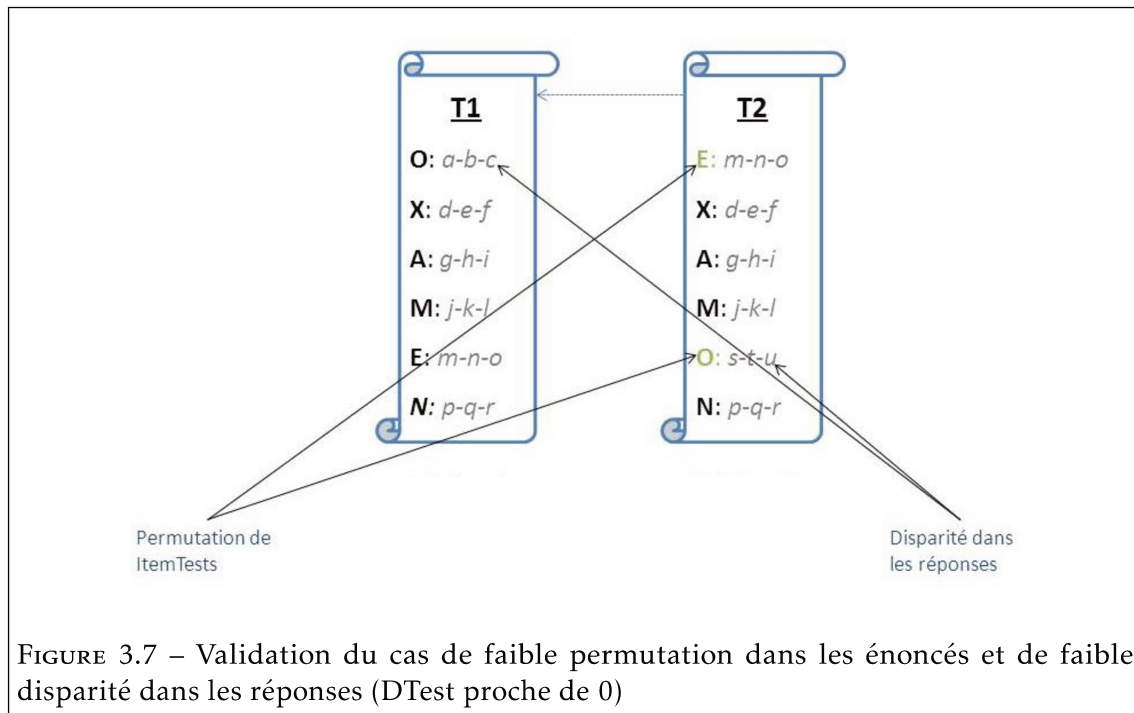 T1
O: a-b-c
X: d-e-f
A: g-h-i
M: j-k-l
E: m-n-o
N: p-q-r
T2
E: m-n-o
X: d-e-f
A: g-h-i
M: j-k-l
O: s-t-u
N: p-q-r
Permutation de
ItemTests
Disparité dans
les réponses
FIGURE 3.7 – Validation du cas de faible permutation dans les énoncés et de faible
disparité dans les réponses (DTest proche de 0)